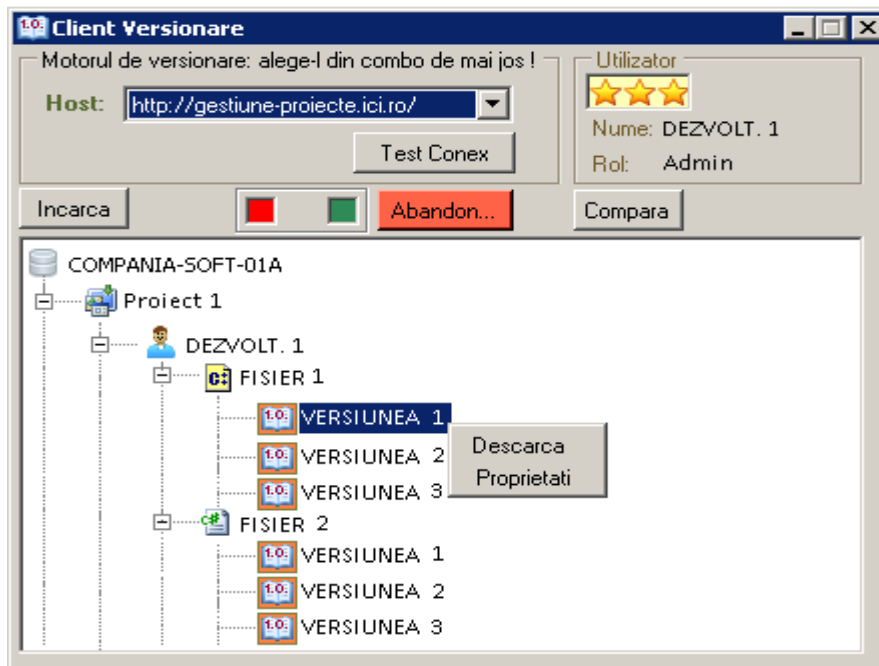 Client Versionare
Motorul de versionare: alege-l din combo de mai jos !
Host: http://gestiune-proiecte.ici.ro/
Test Conex
Utilizator
Nume: DEZVOLT. 1
Rol: Admin
Incarca Abandon... Compara
COMPANIA-SOFT-01A
Proiect 1
DEZVOLT. 1
FISIER 1
VERSIUNEA 1
Descarca
VERSIUNEA 2
Proprietati
VERSIUNEA 3
FISIER 2
VERSIUNEA 1
VERSIUNEA 2
VERSIUNEA 3